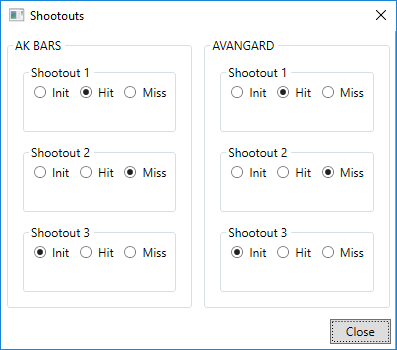 Shootouts
AK BARS
Shootout 1
Init Hit Miss
Shootout 2
Init Hit Miss
Shootout 3
Init Hit Miss
AVANGARD
Shootout 1
Init Hit Miss
Shootout 2
Init Hit Miss
Shootout 3
Init Hit Miss
Close